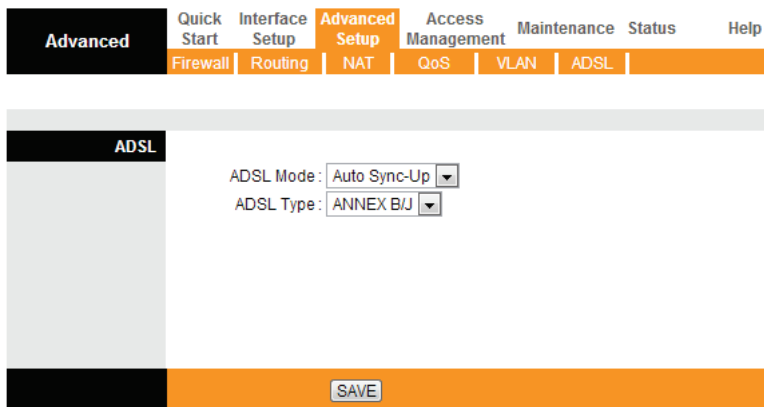 Advanced
Quick Start
Interface Setup
Advanced Setup
Access Management
Maintenance
Status
Help
Firewall
Routing
NAT
QoS
VLAN
ADSL
ADSL
ADSL Mode : Auto Sync-Up
ADSL Type : ANNEX B/J
SAVE